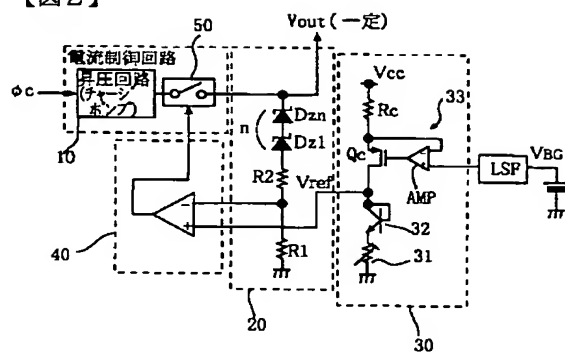 【図2】
Vout(一定)
50
電流制御回路
昇圧回路
(チャージ
ポンプ)
φc
10
n
Dzn
Dz1
R2
Vref
R1
40
20
Vcc
Rc
33
Qc
AMP
LSF
VBG
32
31
30